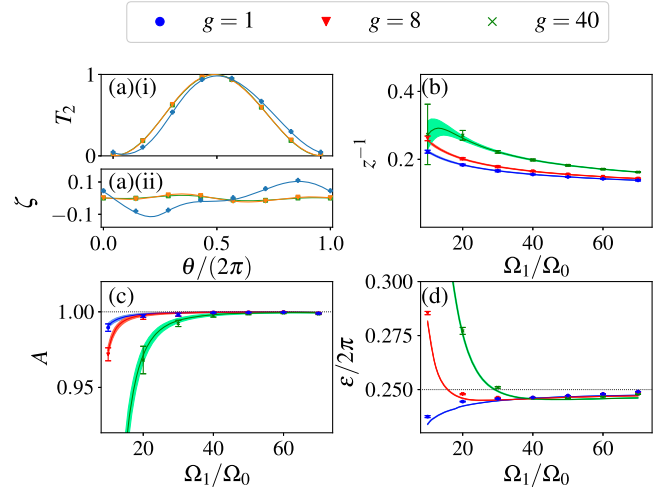 g = 1 g = 8 g = 40
(a)(i)
T₂
1
0
(a)(ii)
ζ
0.1
−0.1
0.0 0.5 1.0
θ/(2π)
(b)
z⁻¹
0.4
0.2
20 40 60
Ω₁/Ω₀
(c)
A
1.00
0.95
20 40 60
Ω₁/Ω₀
(d)
ε/2π
0.300
0.275
0.250
20 40 60
Ω₁/Ω₀